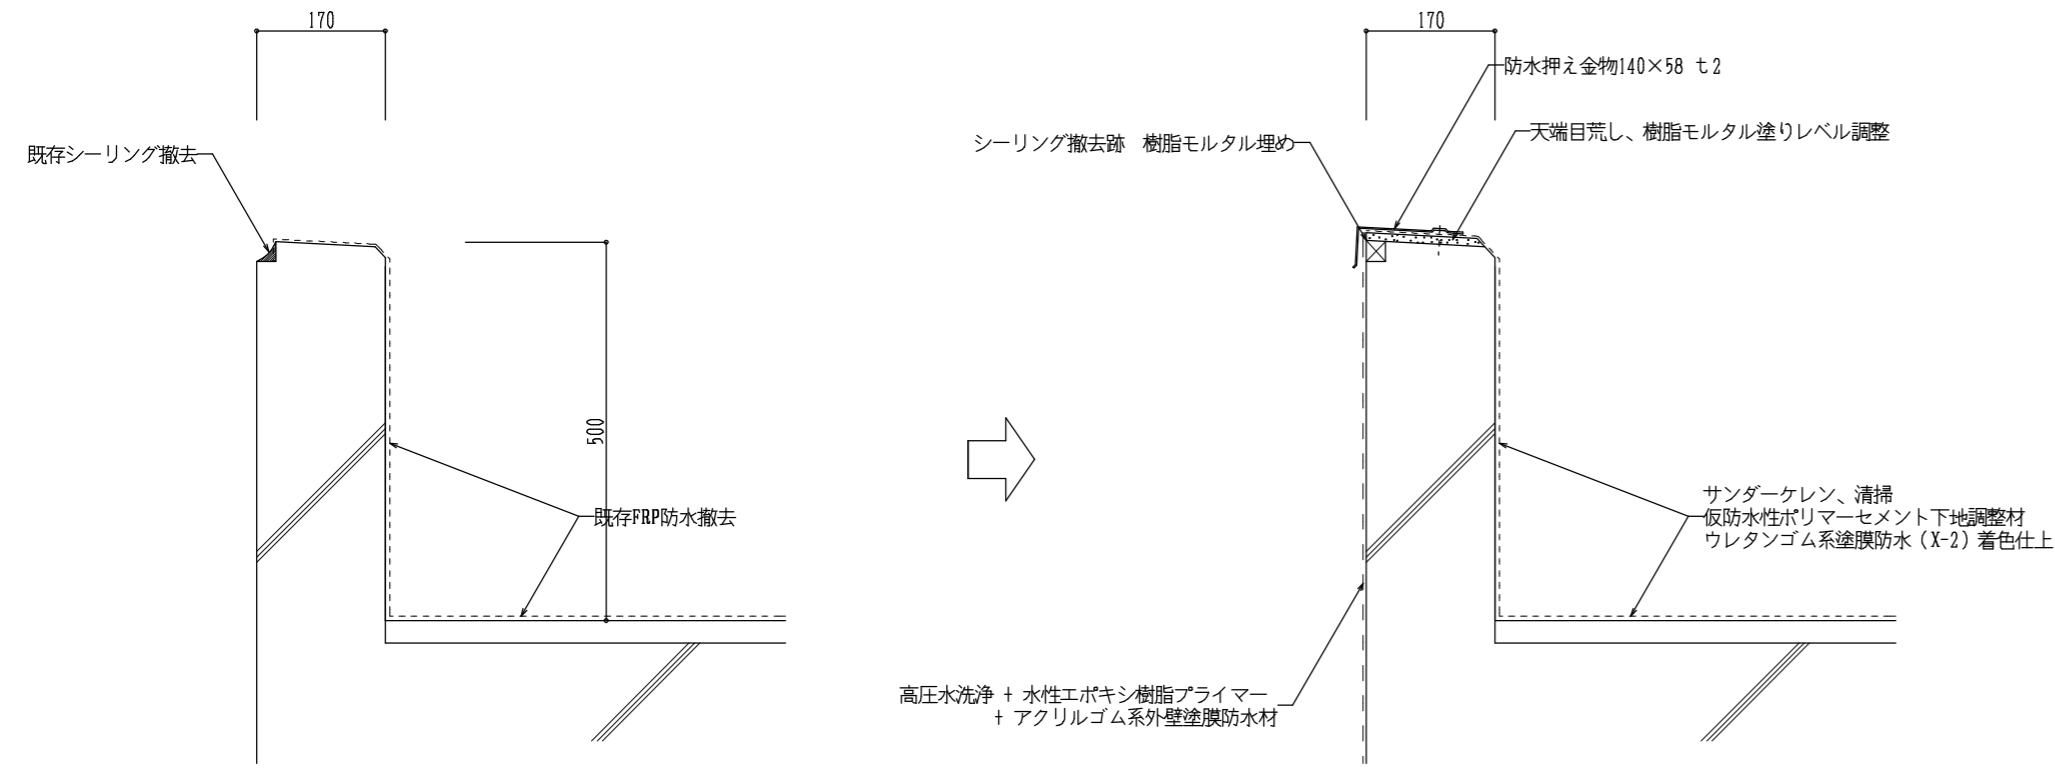 170
既存シーリング撤去
500
既存FRP防水撤去
170
防水押え金物140×58 t2
シーリング撤去跡 樹脂モルタル埋め
天端目荒し、樹脂モルタル塗りレベル調整
サンダーケレン、清掃
仮防水性ポリマーセメント下地調整材
ウレタンゴム系塗膜防水（X-2）着色仕上
高圧水洗浄 + 水性エポキシ樹脂プライマー
+ アクリルゴム系外壁塗膜防水材